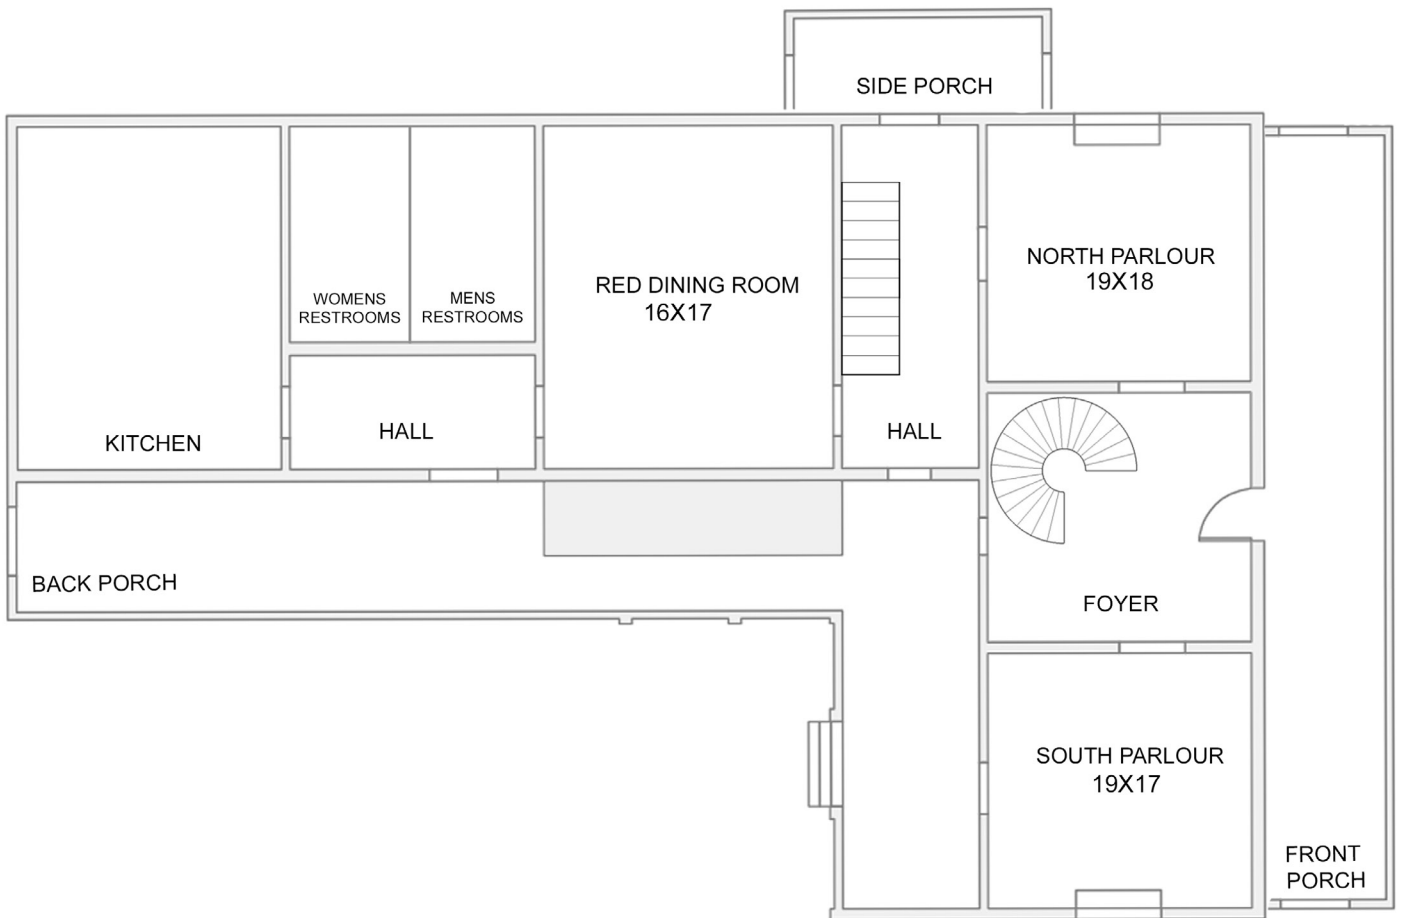 SIDE PORCH
NORTH PARLOUR
19X18
RED DINING ROOM
16X17
WOMENS
RESTROOMS
MENS
RESTROOMS
KITCHEN
HALL
HALL
BACK PORCH
FOYER
SOUTH PARLOUR
19X17
FRONT
PORCH